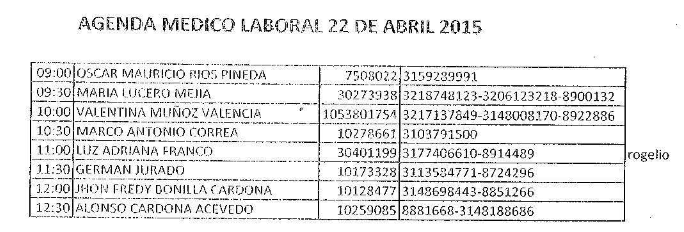 AGENDA MEDICO LABORAL 22 DE ABRIL 2015
09:00 OSCAR MAURICIO RIOS PINEDA 7508022 3159289991
09:30 MARIA LUCERO MEJIA 30273938 3218748123-3206123218-8900132
10:00 VALENTINA MUÑOZ VALENCIA 1053801754 3217137849-3148008170-8922886
10:30 MARCO ANTONIO CORREA 10278661 3103791500
11:00 LUZ ADRIANA FRANCO 30401199 3177406610-8914489 rogelio
11:30 GERMAN JURADO 10173328 3113584771-8724296
12:00 JHON FREDY BONILLA CARDONA 10128477 3148698443-8851266
12:30 ALONSO CARDONA ACEVEDO 10259085 8881668-3148188686